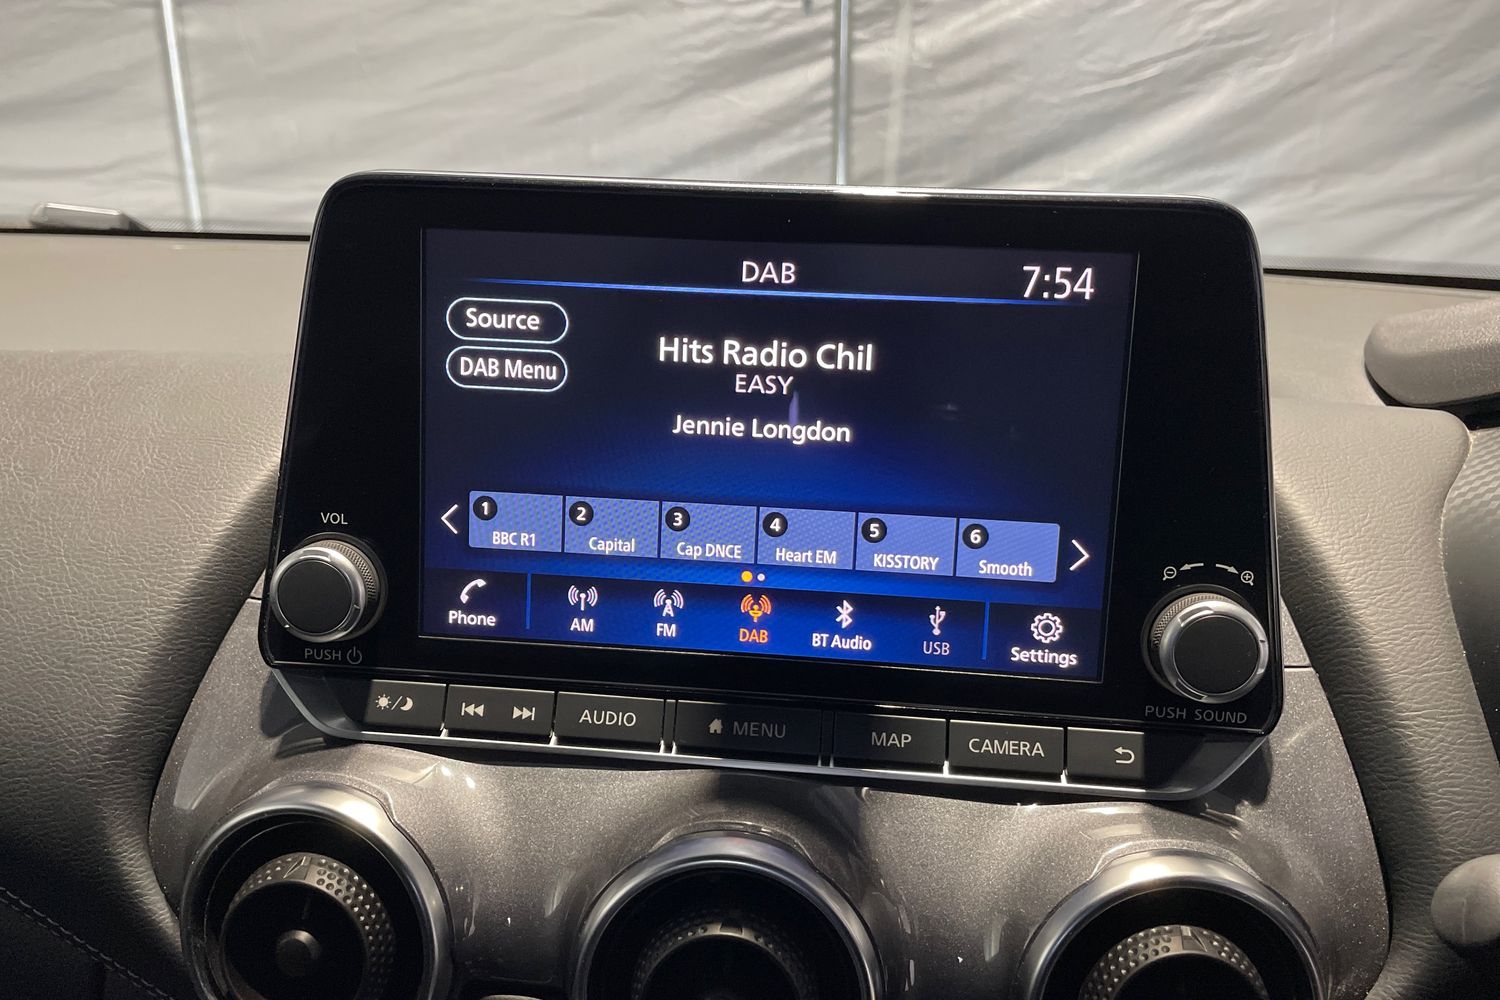 DAB
7:54
Source
Hits Radio Chil
DAB Menu
EASY
Jennie Longdon
1
BBC R1
2
Capital
3
Cap DNCE
4
Heart EM
5
KISSTORY
6
Smooth
VOL
PUSH
Phone
AM
FM
DAB
BT Audio
USB
Settings
PUSH SOUND
AUDIO
MENU
MAP
CAMERA